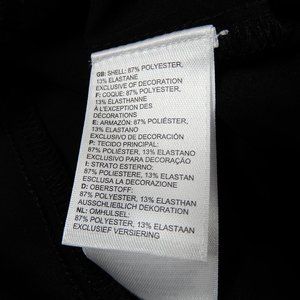 GB: SHELL: 87% POLYESTER,
13% ELASTANE
EXCLUSIVE OF DECORATION
F: COQUE: 87% POLYESTER,
13% ELASTHANNE
À L'EXCEPTION DES
DÉCORATIONS
E: ARMAZÓN: 87% POLIÉSTER,
13% ELASTANO
EXCLUSIVO DE DECORACIÓN
P: TECIDO PRINCIPAL:
87% POLIÉSTER, 13% ELASTANO
EXCLUSIVO PARA DECORAÇÃO
I: STRATO ESTERNO:
87% POLIESTERE, 13% ELASTAN
ESCLUSA LA DECORAZIONE
D: OBERSTOFF:
87% POLYESTER, 13% ELASTHAN
AUSSCHLIEßLICH DEKORATION
NL: OMHULSEL:
87% POLYESTER, 13% ELASTAAN
EXCLUSIEF VERSIERING